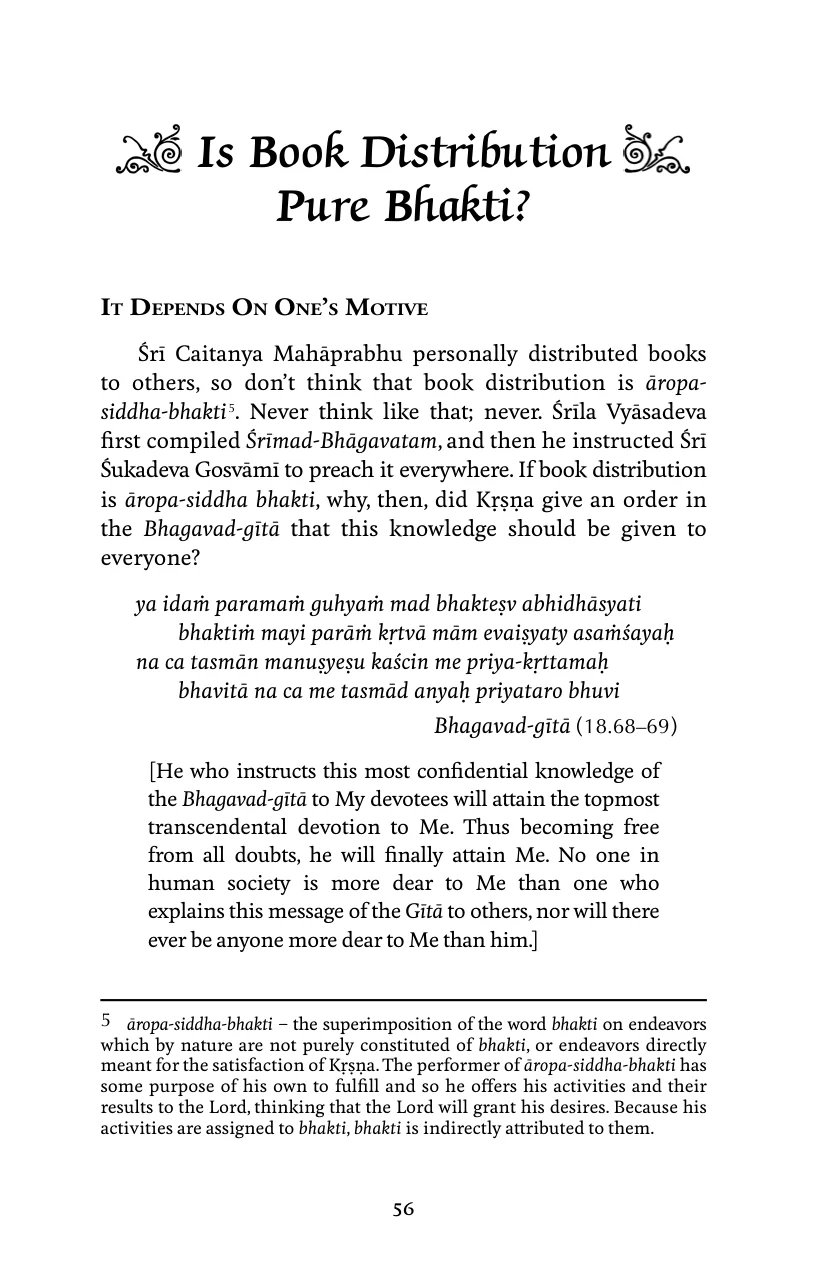 Is Book Distribution
Pure Bhakti?
It Depends On One's Motive
Śrī Caitanya Mahāprabhu personally distributed books
to others, so don't think that book distribution is āropa-
siddha-bhakti5. Never think like that; never. Śrīla Vyāsadeva
first compiled Śrīmad-Bhāgavatam, and then he instructed Śrī
Śukadeva Gosvāmī to preach it everywhere. If book distribution
is āropa-siddha bhakti, why, then, did Kṛṣṇa give an order in
the Bhagavad-gītā that this knowledge should be given to
everyone?
ya idaṁ paramaṁ guhyaṁ mad bhakteṣv abhidhāsyati
bhaktiṁ mayi parāṁ kṛtvā mām evaiṣyaty asaṁśayaḥ
na ca tasmān manuṣyeṣu kaścin me priya-kṛttamaḥ
bhavitā na ca me tasmād anyaḥ priyataro bhuvi
Bhagavad-gītā (18.68–69)
[He who instructs this most confidential knowledge of
the Bhagavad-gītā to My devotees will attain the topmost
transcendental devotion to Me. Thus becoming free
from all doubts, he will finally attain Me. No one in
human society is more dear to Me than one who
explains this message of the Gītā to others, nor will there
ever be anyone more dear to Me than him.]
5 āropa-siddha-bhakti – the superimposition of the word bhakti on endeavors
which by nature are not purely constituted of bhakti, or endeavors directly
meant for the satisfaction of Kṛṣṇa. The performer of āropa-siddha-bhakti has
some purpose of his own to fulfill and so he offers his activities and their
results to the Lord, thinking that the Lord will grant his desires. Because his
activities are assigned to bhakti, bhakti is indirectly attributed to them.
56